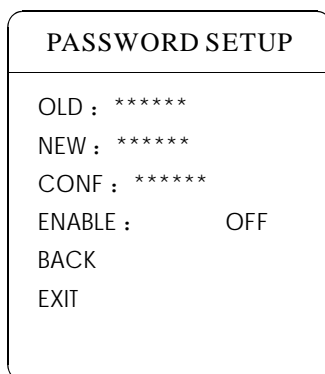 PASSWORD SETUP
OLD： ******
NEW： ******
CONF： ******
ENABLE： OFF
BACK
EXIT